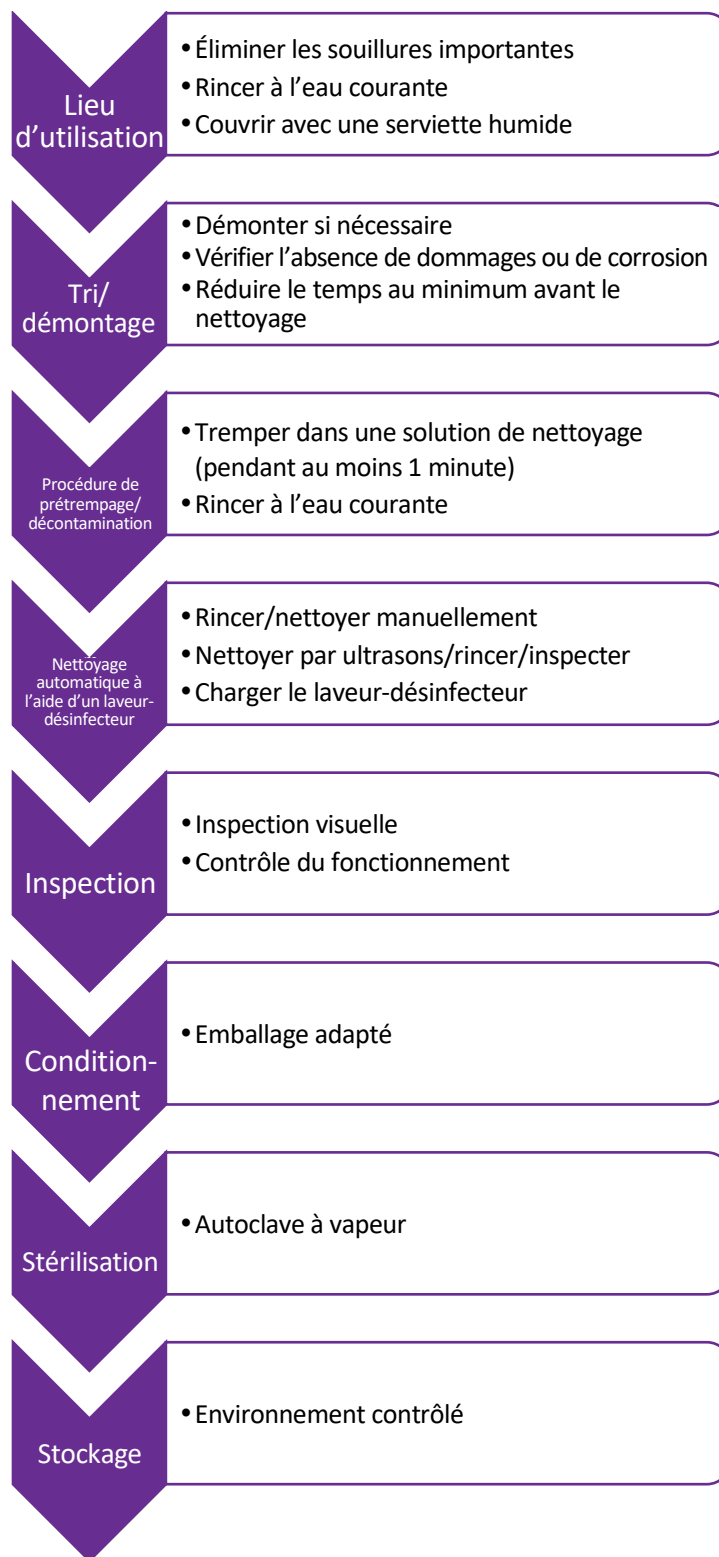 Lieu
d’utilisation
• Éliminer les souillures importantes
• Rincer à l’eau courante
• Couvrir avec une serviette humide
Tri/
démontage
• Démonter si nécessaire
• Vérifier l’absence de dommages ou de corrosion
• Réduire le temps au minimum avant le
nettoyage
Procédure de
prétrempage/
décontamination
• Tremper dans une solution de nettoyage
(pendant au moins 1 minute)
• Rincer à l’eau courante
Nettoyage
automatique à
l’aide d’un laveur-
désinfecteur
• Rincer/nettoyer manuellement
• Nettoyer par ultrasons/rincer/inspecter
• Charger le laveur-désinfecteur
Inspection
• Inspection visuelle
• Contrôle du fonctionnement
Condition-
nement
• Emballage adapté
Stérilisation
• Autoclave à vapeur
Stockage
• Environnement contrôlé